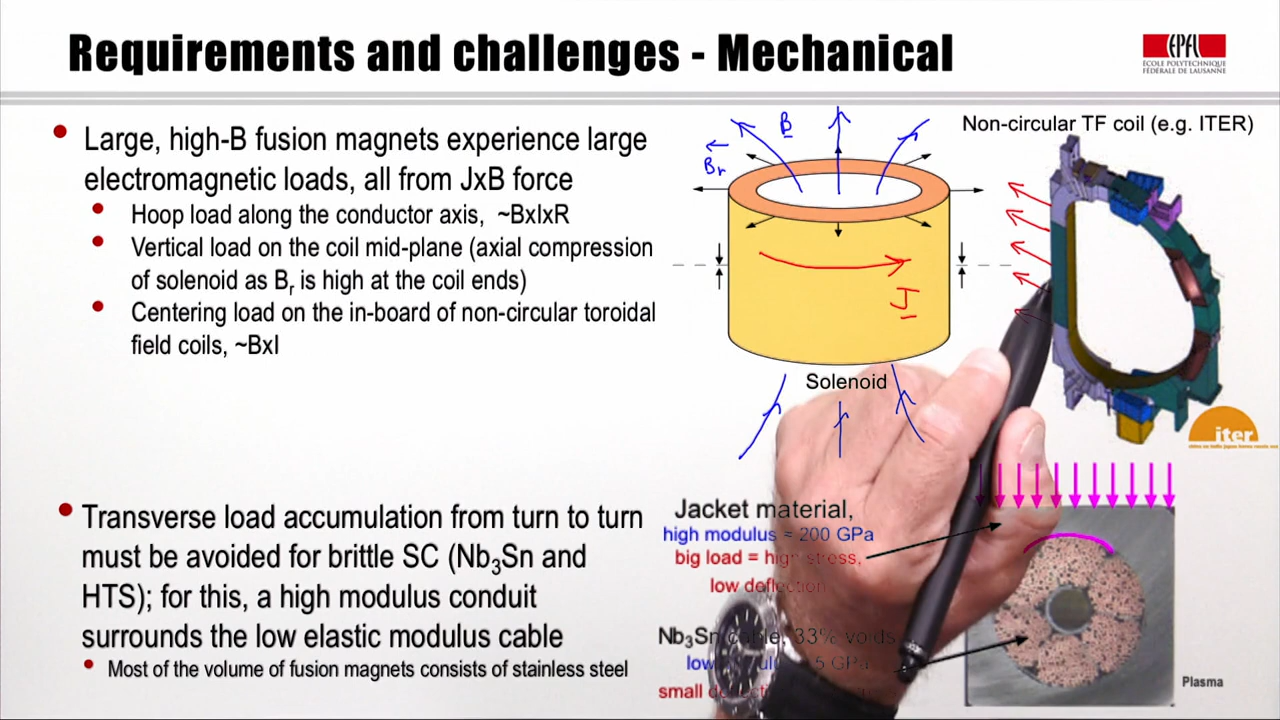 Requirements and challenges - Mechanical
EPFL
ÉCOLE POLYTECHNIQUE
FÉDÉRALE DE LAUSANNE
• Large, high-B fusion magnets experience large
electromagnetic loads, all from JxB force
• Hoop load along the conductor axis, ~BxIxR
• Vertical load on the coil mid-plane (axial compression
of solenoid as Br is high at the coil ends)
• Centering load on the in-board of non-circular toroidal
field coils, ~BxI
• Transverse load accumulation from turn to turn
must be avoided for brittle SC (Nb3Sn and
HTS); for this, a high modulus conduit
surrounds the low elastic modulus cable
• Most of the volume of fusion magnets consists of stainless steel
B
Br
J
Solenoid
Non-circular TF coil (e.g. ITER)
iter
Jacket material,
high modulus ≈ 200 GPa
big load = high stress,
low deflection
Nb3Sn cable, 33% voids
5 GPa
small
Plasma